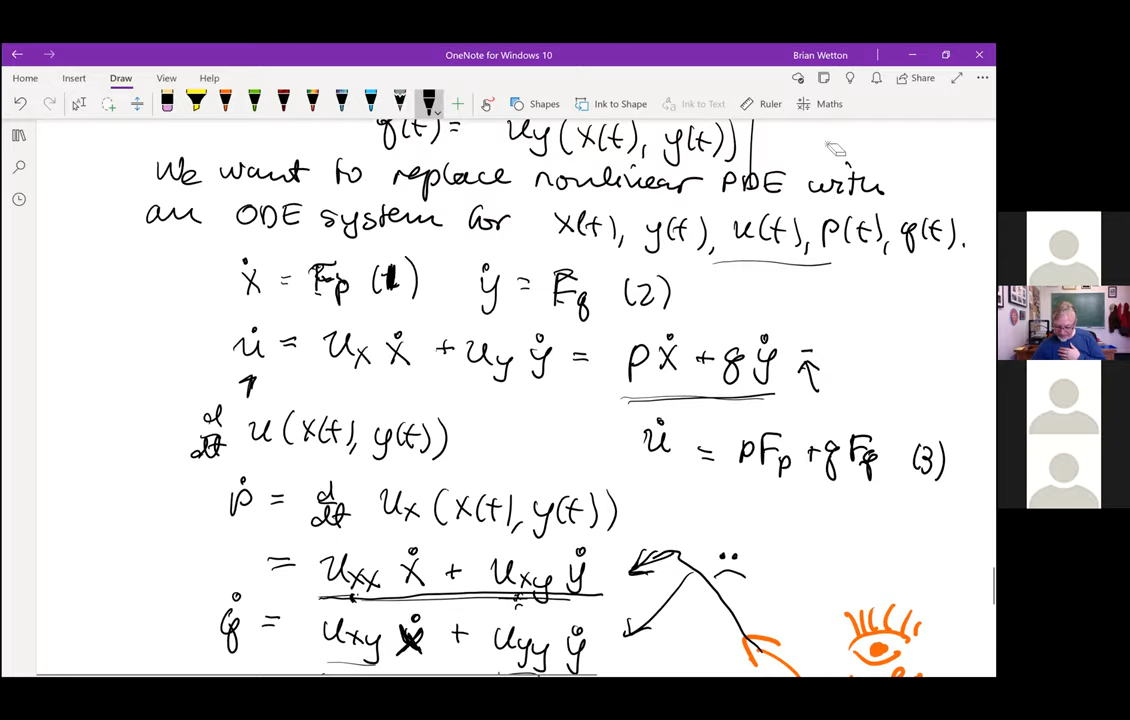 OneNote for Windows 10
Brian Wetton
Home Insert Draw View Help
Share
Shapes Ink to Shape Ink to Text Ruler Maths
q(t) = u_y (x(t), y(t))
We want to replace nonlinear PDE with
an ODE system for x(t), y(t), u(t), p(t), q(t).
ẋ = F_p (1) ẏ = F_q (2)
u̇ = u_x ẋ + u_y ẏ = pẋ + qẏ
d/dt u(x(t), y(t))
u̇ = pF_p + qF_q (3)
ṗ = d/dt u_x (x(t), y(t))
= u_xx ẋ + u_xy ẏ
q̇ = u_xy ẋ + u_yy ẏ